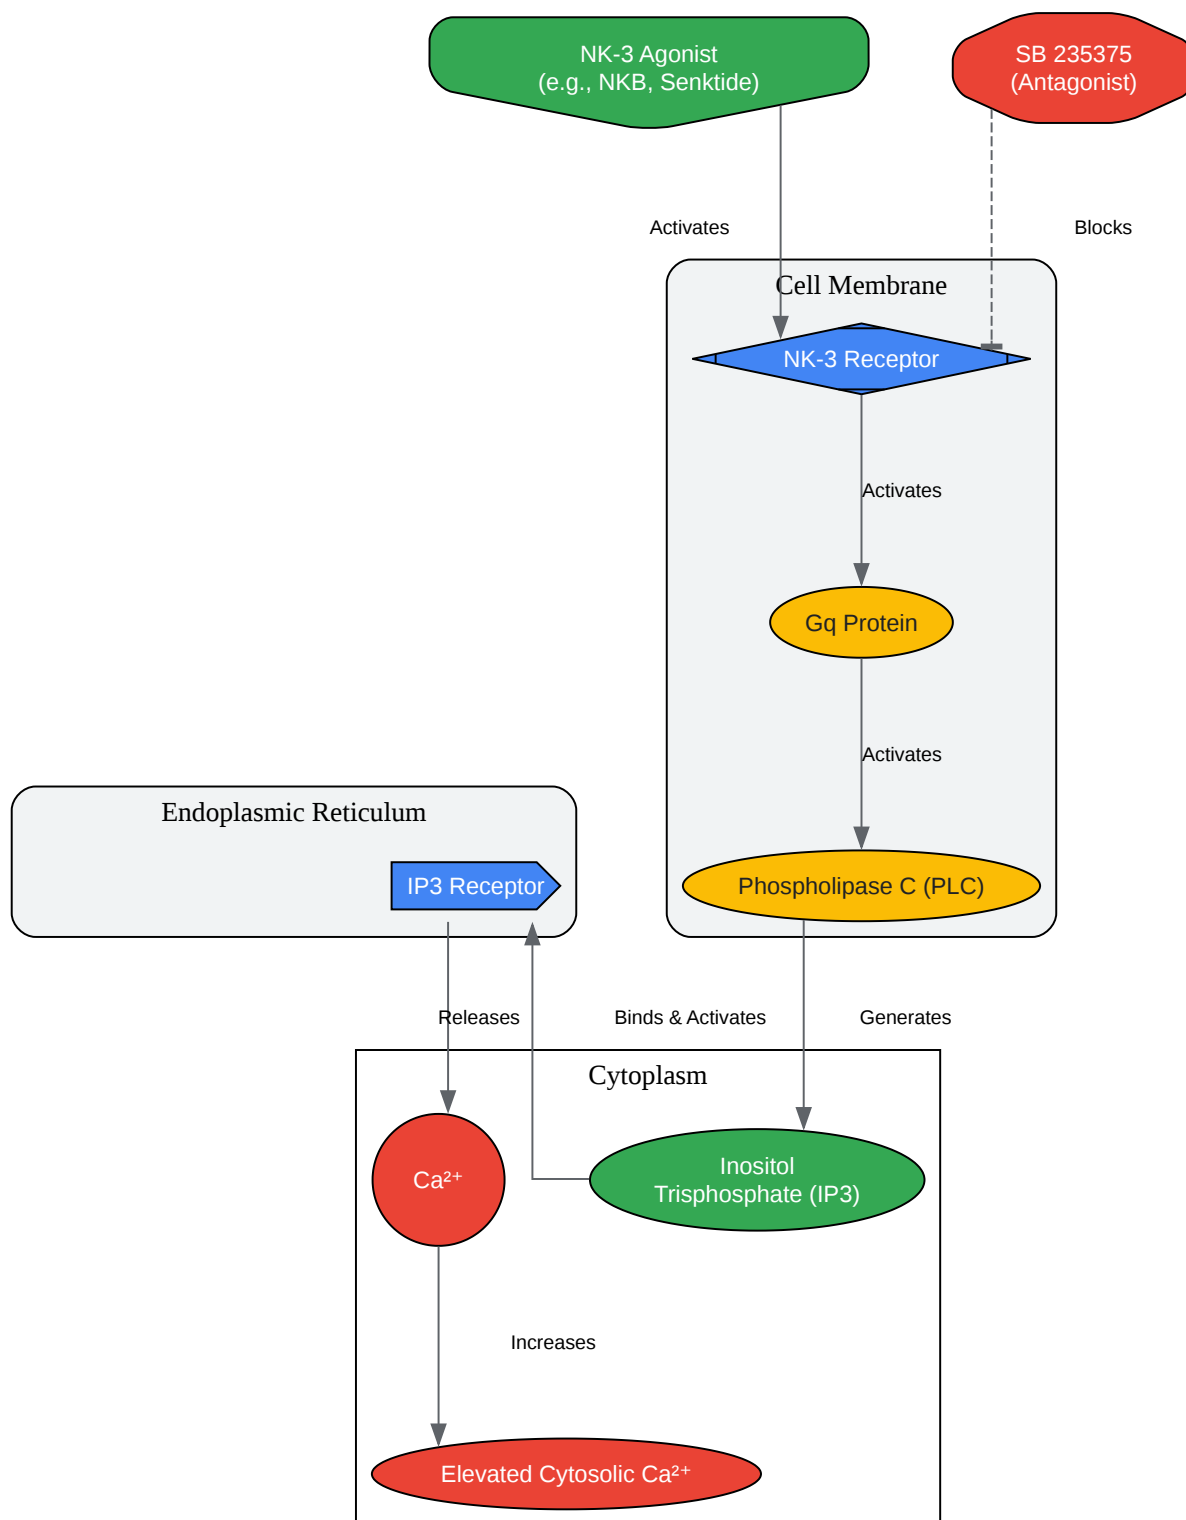 NK-3 Agonist
(e.g., NKB, Senktide)
SB 235375
(Antagonist)
Activates
Blocks
Cell Membrane
NK-3 Receptor
Activates
Gq Protein
Activates
Endoplasmic Reticulum
IP3 Receptor
Phospholipase C (PLC)
Releases
Binds & Activates
Generates
Cytoplasm
Ca²⁺
Inositol
Trisphosphate (IP3)
Increases
Elevated Cytosolic Ca²⁺